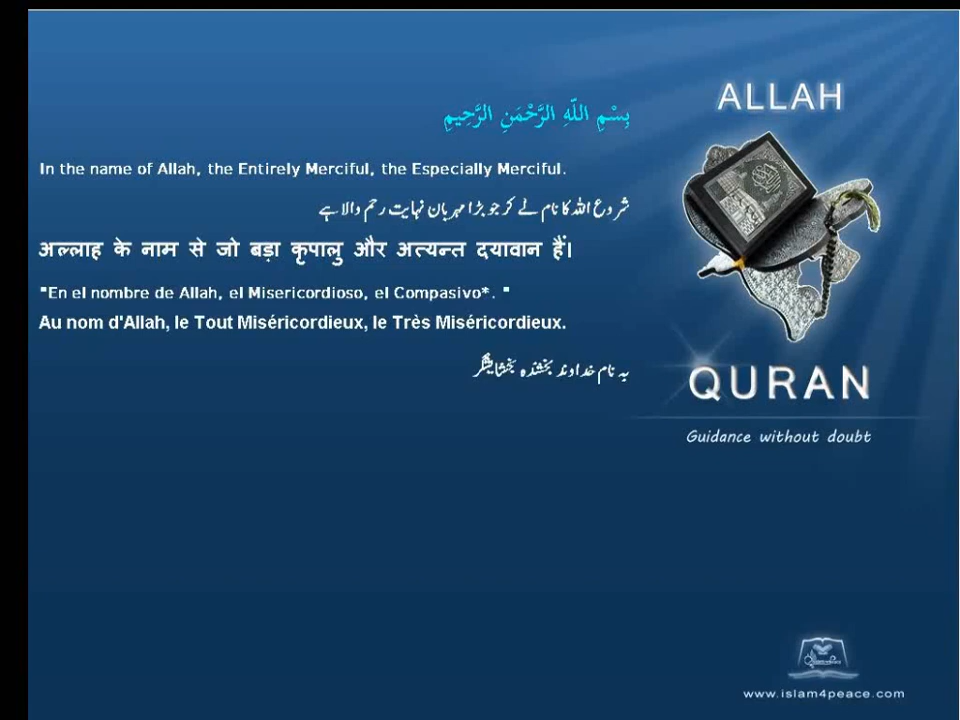 بِسْمِ اللَّهِ الرَّحْمَنِ الرَّحِيمِ
In the name of Allah, the Entirely Merciful, the Especially Merciful.
شروع الله کا نام لے کر جو بڑا مہربان نہایت رحم والا ہے
अल्लाह के नाम से जो बड़ा कृपालु और अत्यन्त दयावान हैं।
"En el nombre de Allah, el Misericordioso, el Compasivo*. "
Au nom d'Allah, le Tout Miséricordieux, le Très Miséricordieux.
به نام خداوند بخشنده بخشایشگر
ALLAH
QURAN
Guidance without doubt
www.islam4peace.com